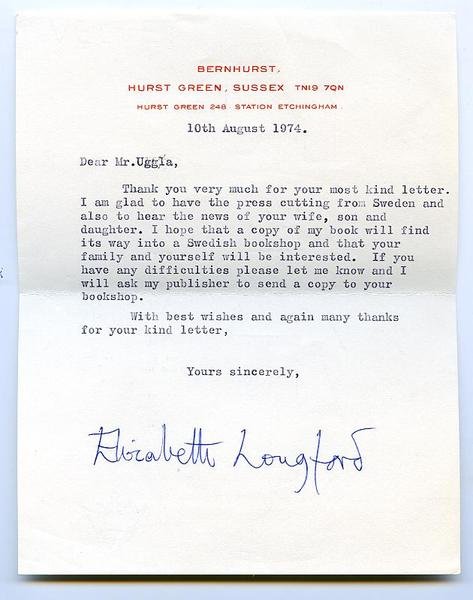 BERNHURST,
HURST GREEN, SUSSEX TN19 7QN
HURST GREEN 248 STATION ETCHINGHAM.
10th August 1974.
Dear Mr.Uggla,
Thank you very much for your most kind letter.
I am glad to have the press cutting from Sweden and
also to hear the news of your wife, son and
daughter. I hope that a copy of my book will find
its way into a Swedish bookshop and that your
family and yourself will be interested. If you
have any difficulties please let me know and I
will ask my publisher to send a copy to your
bookshop.
With best wishes and again many thanks
for your kind letter,
Yours sincerely,
Elizabeth Longford